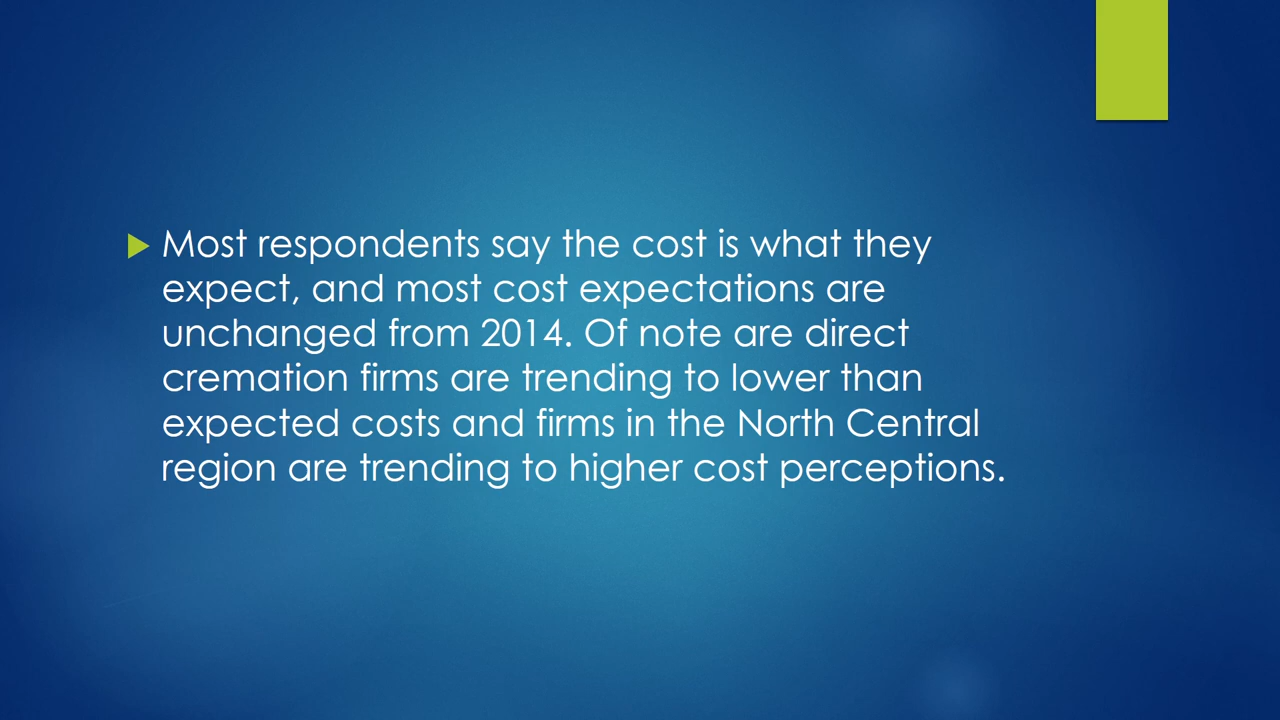 Most respondents say the cost is what they
expect, and most cost expectations are
unchanged from 2014. Of note are direct
cremation firms are trending to lower than
expected costs and firms in the North Central
region are trending to higher cost perceptions.